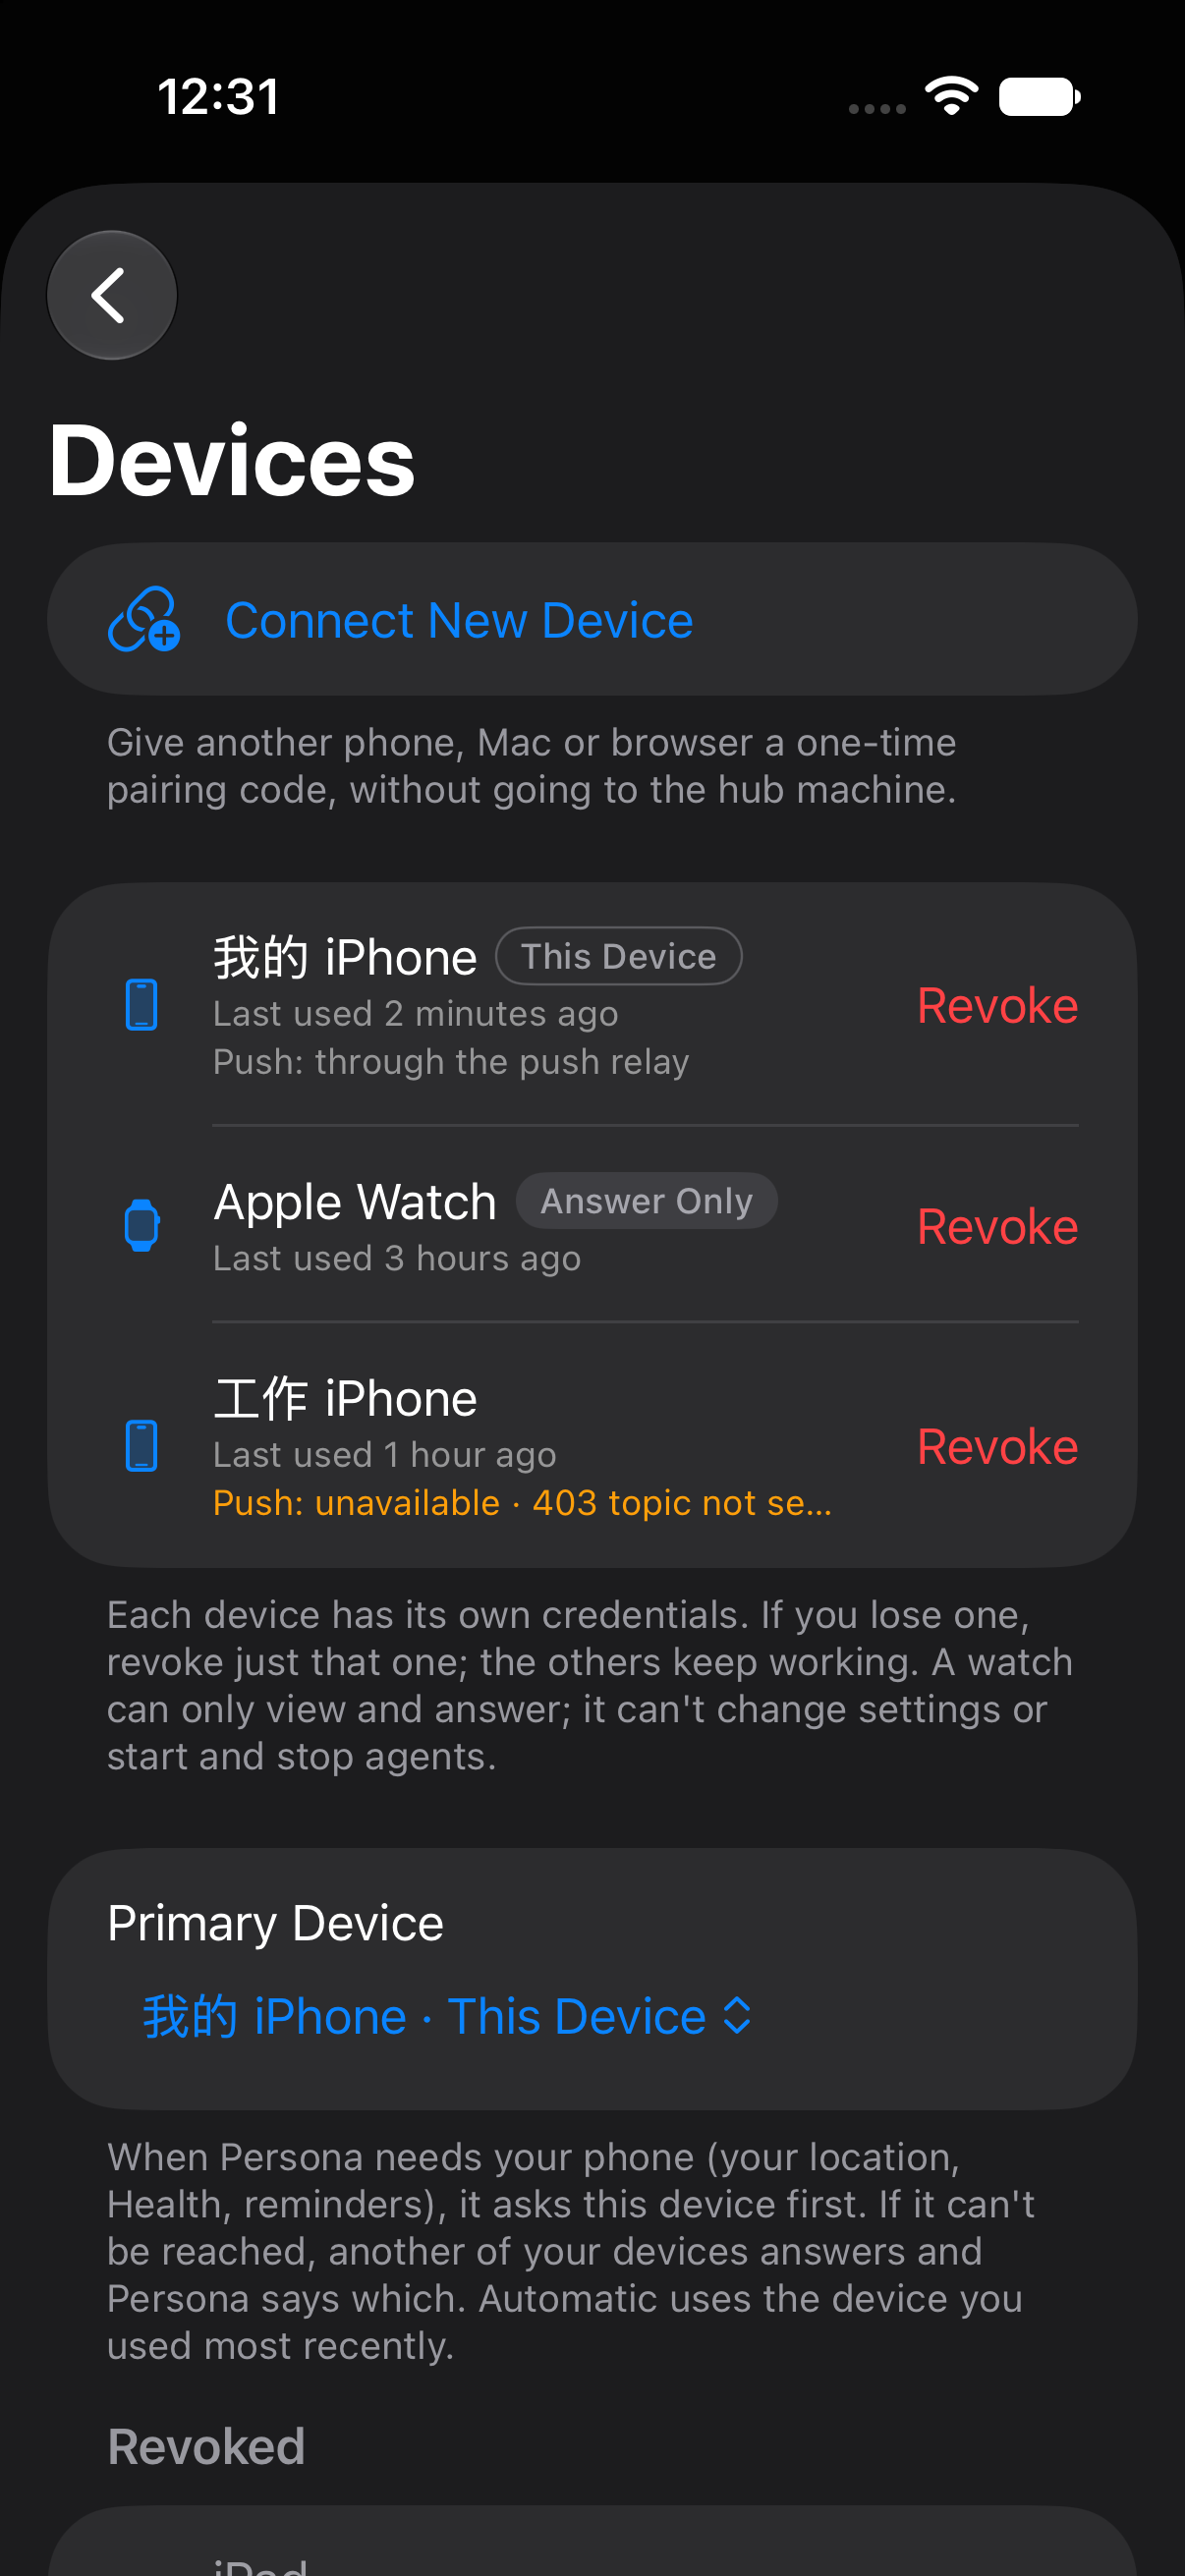 12:31
Devices
Connect New Device
Give another phone, Mac or browser a one-time
pairing code, without going to the hub machine.
我的 iPhone This Device
Last used 2 minutes ago
Push: through the push relay
Revoke
Apple Watch Answer Only
Last used 3 hours ago
Revoke
工作 iPhone
Last used 1 hour ago
Push: unavailable · 403 topic not se...
Revoke
Each device has its own credentials. If you lose one,
revoke just that one; the others keep working. A watch
can only view and answer; it can't change settings or
start and stop agents.
Primary Device
我的 iPhone · This Device
When Persona needs your phone (your location,
Health, reminders), it asks this device first. If it can't
be reached, another of your devices answers and
Persona says which. Automatic uses the device you
used most recently.
Revoked
iPad